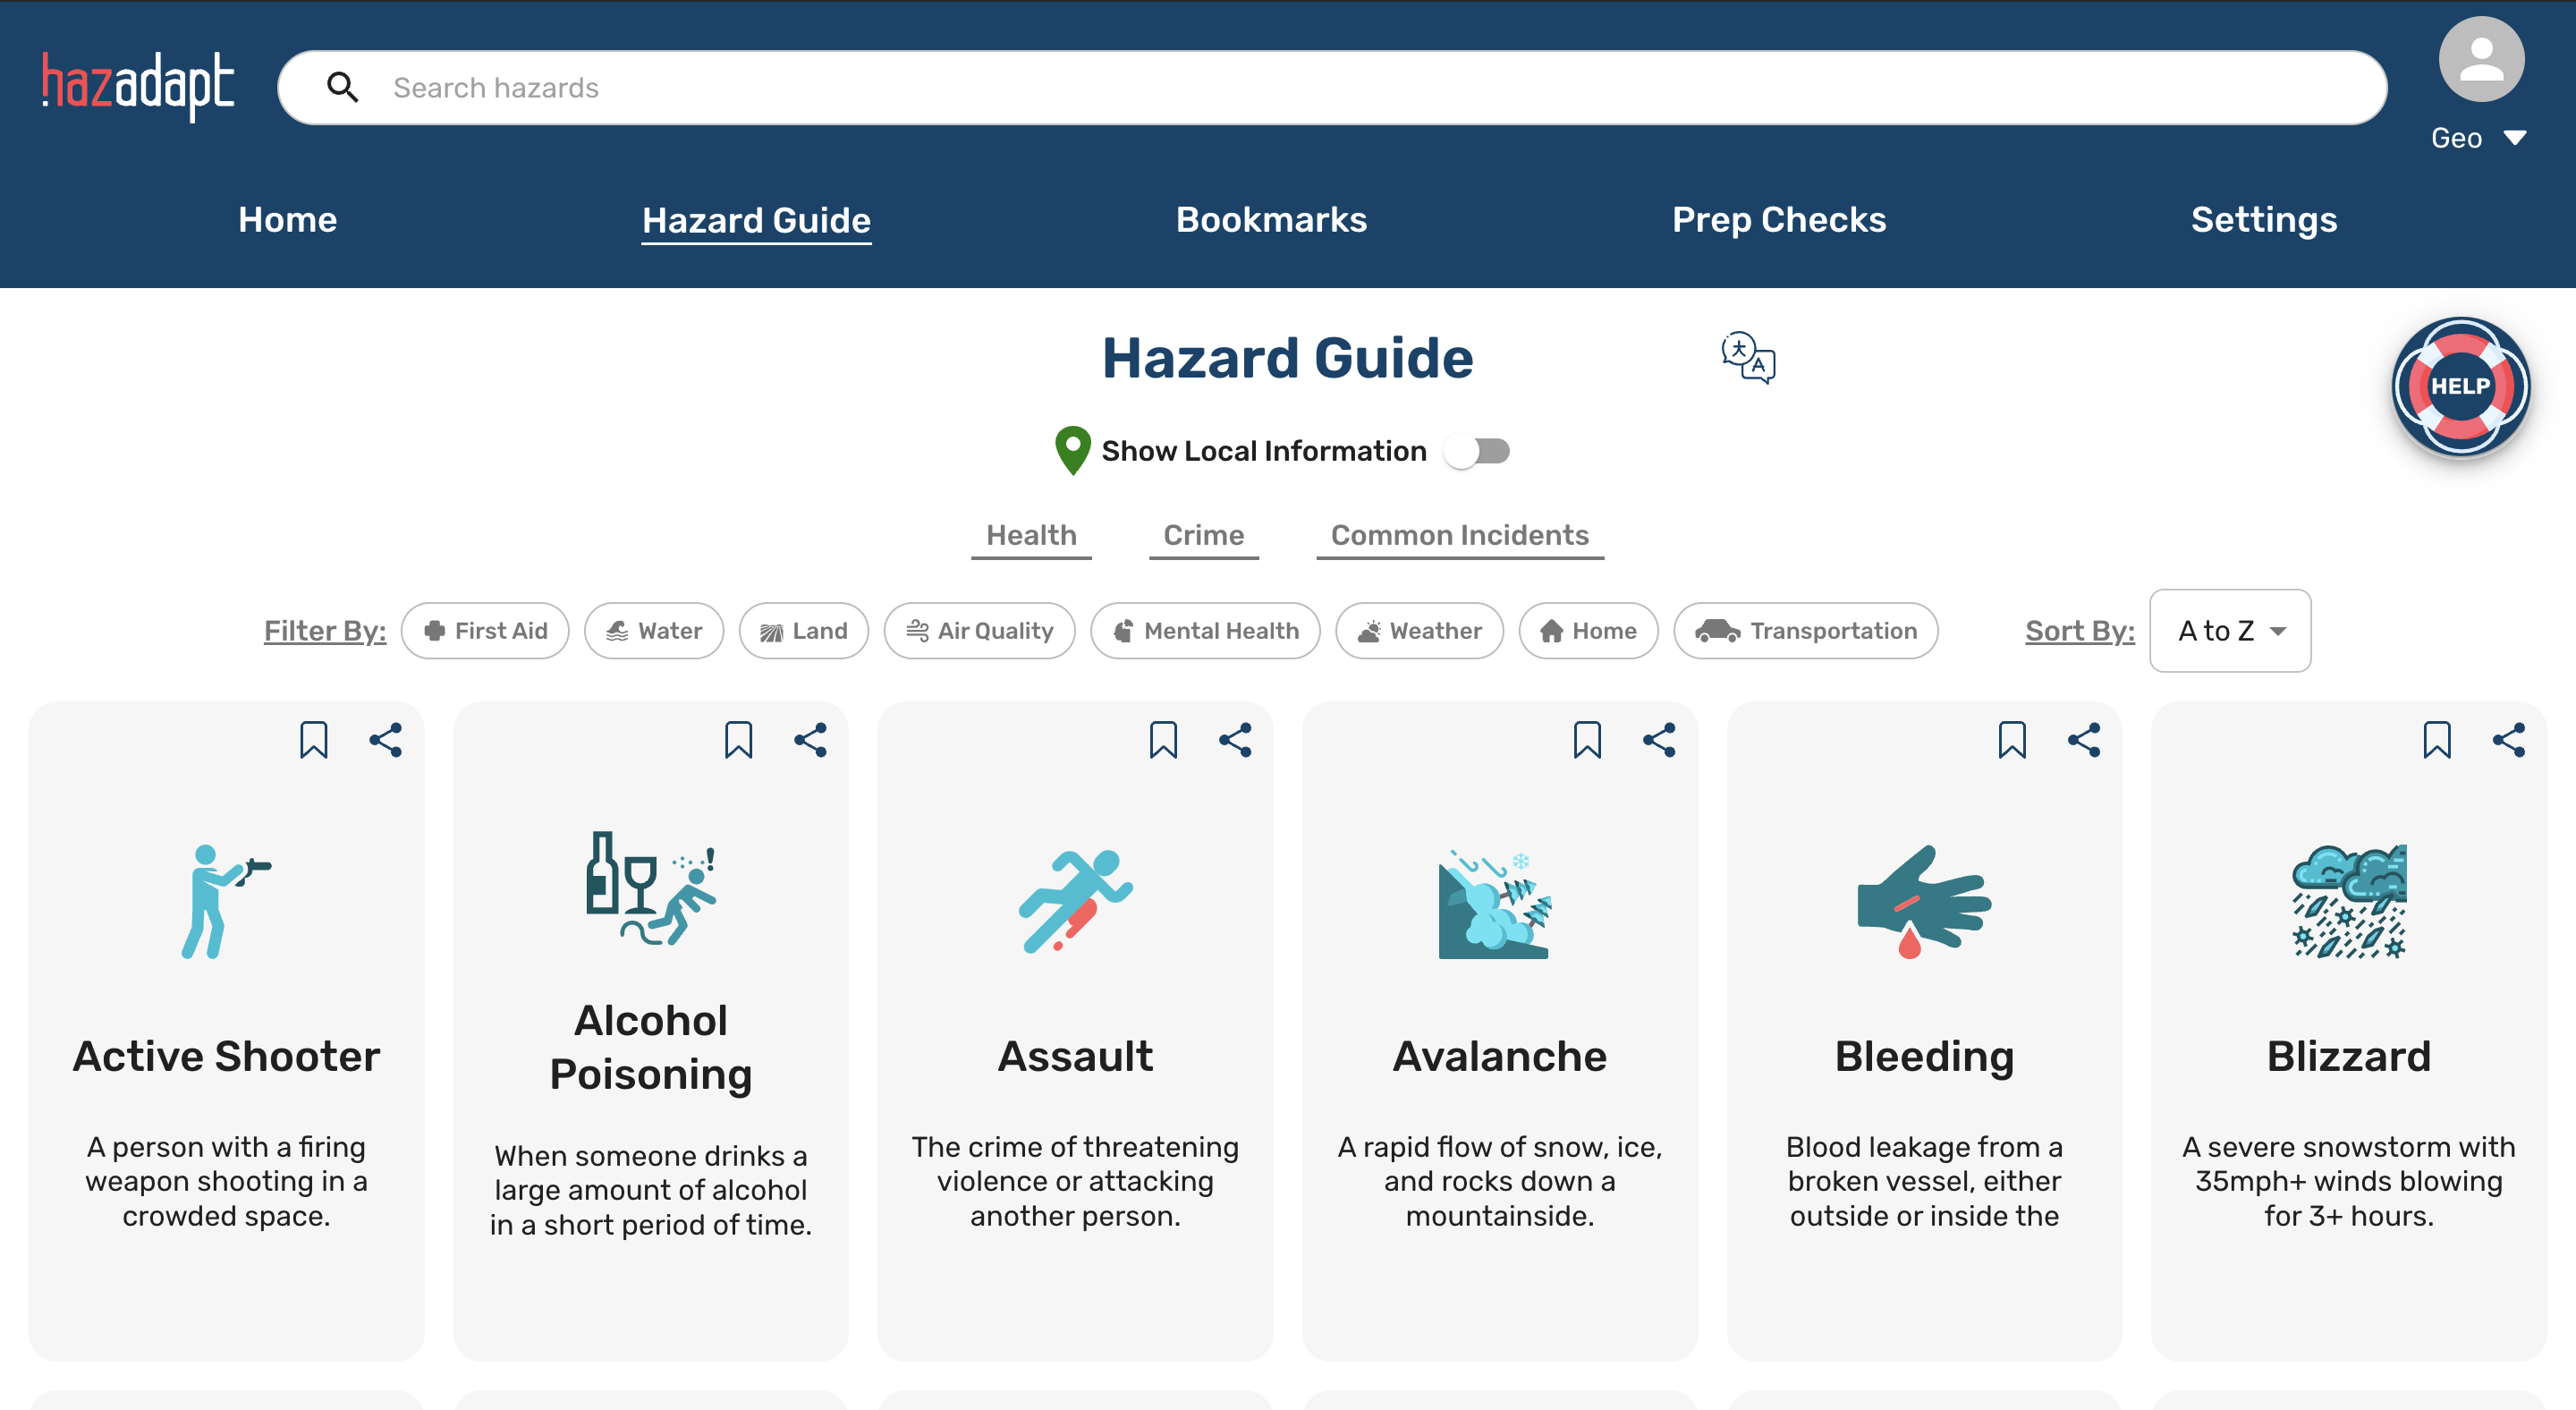 hazadapt
Search hazards
Geo
Home
Hazard Guide
Bookmarks
Prep Checks
Settings
Hazard Guide
大
A
HELP
Show Local Information
Health
Crime
Common Incidents
Filter By:
First Aid
Water
Land
Air Quality
Mental Health
Weather
Home
Transportation
Sort By:
A to Z
Active Shooter
A person with a firing
weapon shooting in a
crowded space.
Alcohol
Poisoning
When someone drinks a
large amount of alcohol
in a short period of time.
Assault
The crime of threatening
violence or attacking
another person.
Avalanche
A rapid flow of snow, ice,
and rocks down a
mountainside.
Bleeding
Blood leakage from a
broken vessel, either
outside or inside the
Blizzard
A severe snowstorm with
35mph+ winds blowing
for 3+ hours.